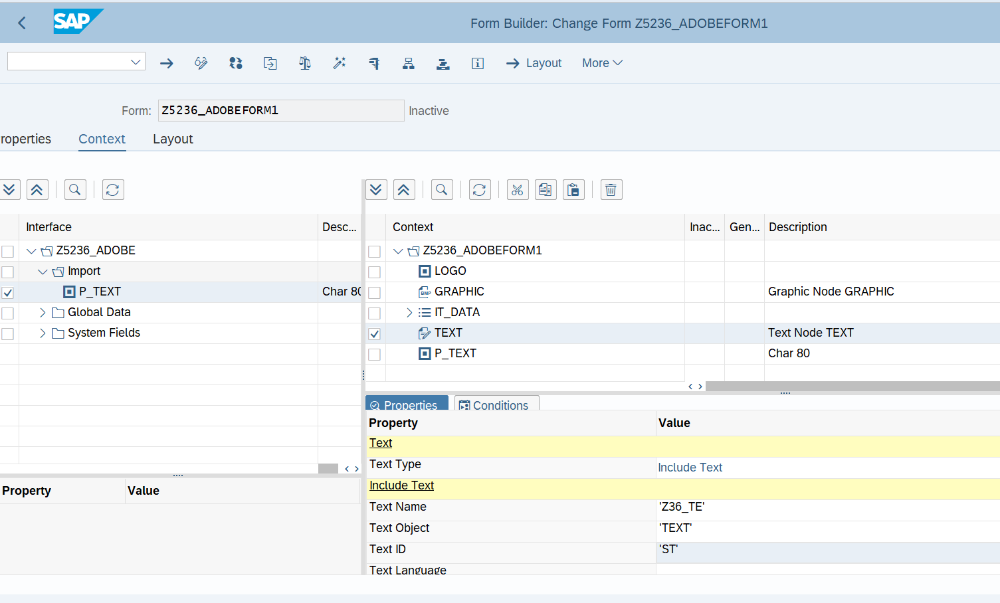 SAP
Form Builder: Change Form Z5236_ADOBEFORM1
Layout More
Form: Z5236_ADOBEFORM1 Inactive
roperties Context Layout
Interface Desc...
Z5236_ADOBE
Import
P_TEXT Char 80
Global Data
System Fields
Property Value
Context Inac... Gen... Description
Z5236_ADOBEFORM1
LOGO
BMP GRAPHIC Graphic Node GRAPHIC
IT_DATA
TEXT Text Node TEXT
P_TEXT Char 80
Properties Conditions
Property Value
Text
Text Type Include Text
Include Text
Text Name 'Z36_TE'
Text Object 'TEXT'
Text ID 'ST'
Text Language